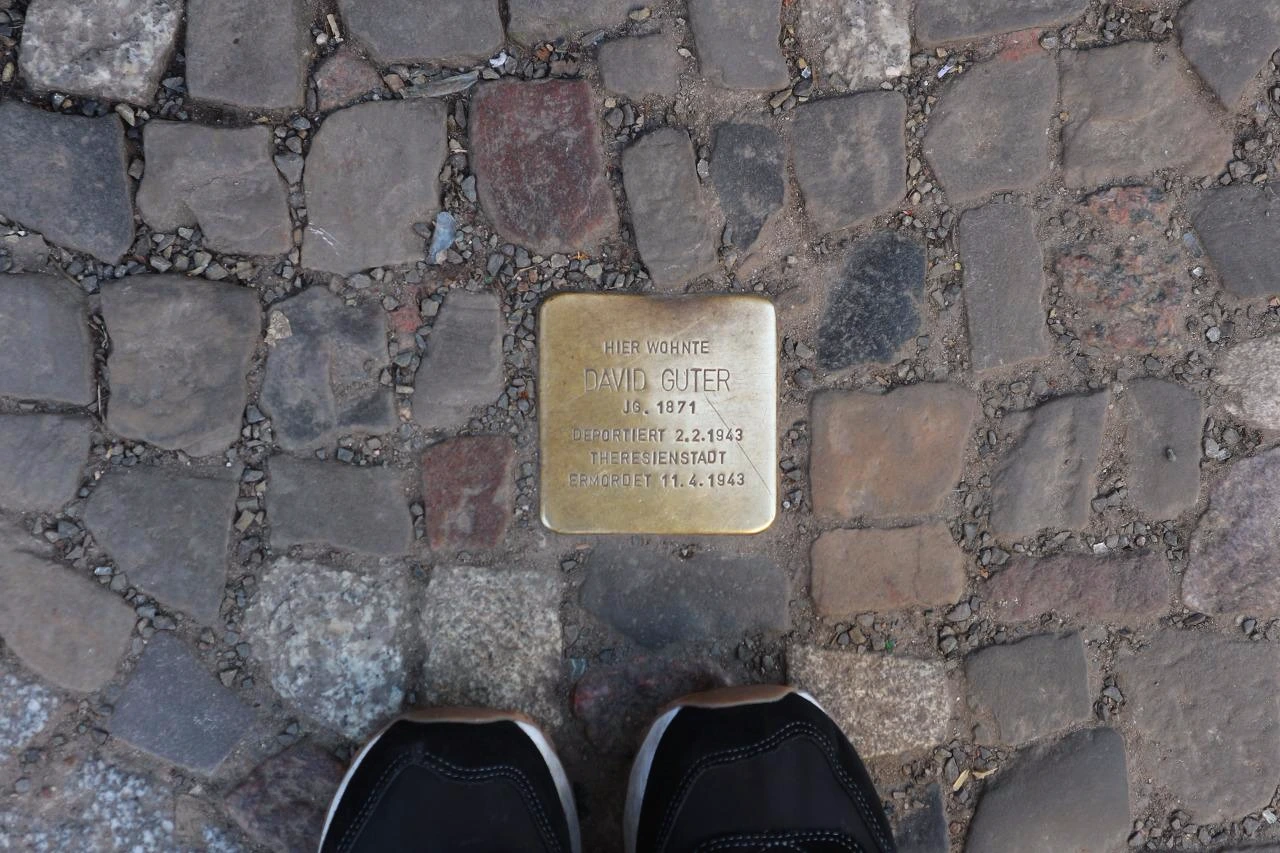 HIER WOHNTE
DAVID GUTER
JG. 1871
DEPORTIERT 2.2.1943
THERESIENSTADT
ERMORDET 11.4.1943